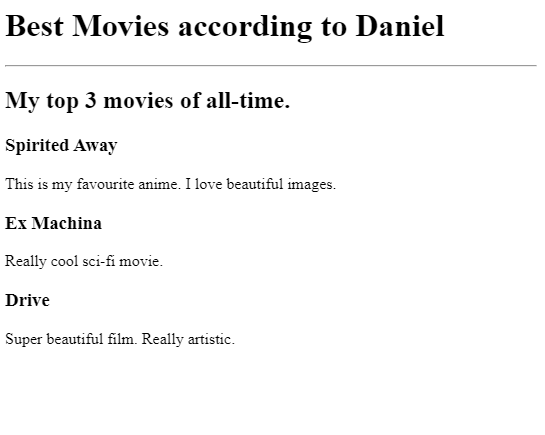 Best Movies according to Daniel
My top 3 movies of all-time.
Spirited Away
This is my favourite anime. I love beautiful images.
Ex Machina
Really cool sci-fi movie.
Drive
Super beautiful film. Really artistic.